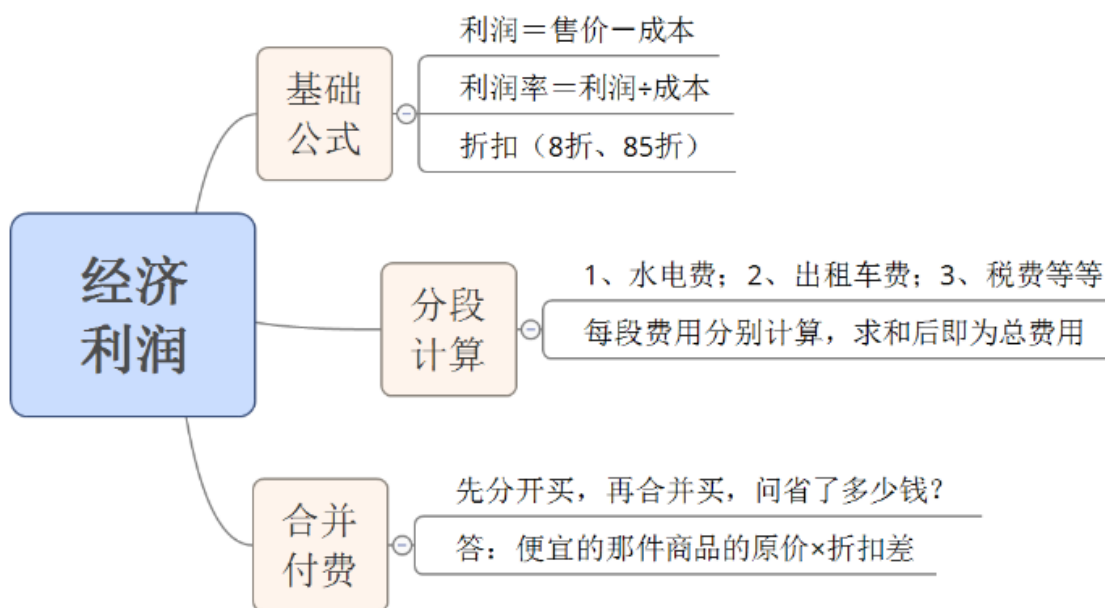 经济
利润
基础
公式
利润＝售价－成本
利润率＝利润÷成本
折扣（8折、85折）
分段
计算
1、水电费；2、出租车费；3、税费等等
每段费用分别计算，求和后即为总费用
合并
付费
先分开买，再合并买，问省了多少钱？
答：便宜的那件商品的原价×折扣差